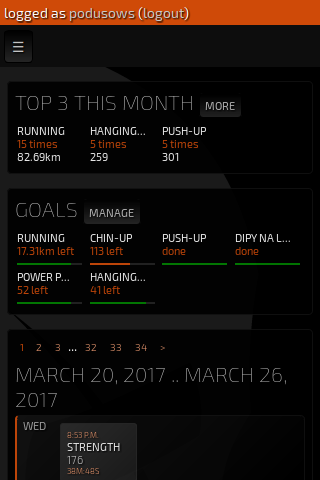 logged as podusows (logout)
☰
TOP 3 THIS MONTH MORE
RUNNING HANGING... PUSH-UP
15 times 5 times 5 times
82.69km 259 301
GOALS MANAGE
RUNNING CHIN-UP PUSH-UP DIPY NA L...
17.31km left 113 left done done
POWER P... HANGING...
52 left 41 left
1 2 3 ... 32 33 34 >
MARCH 20, 2017 .. MARCH 26,
2017
WED
8:53 P.M.
STRENGTH
176
38M:48S